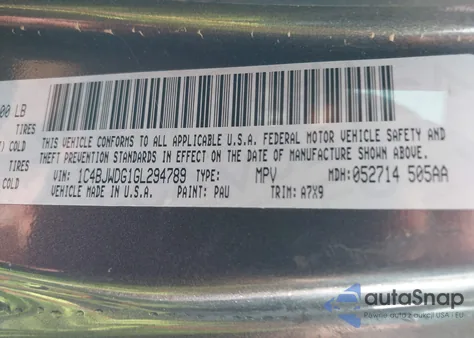 00 LB
TIRES
) COLD
TIRES
COLD
THIS VEHICLE CONFORMS TO ALL APPLICABLE U.S.A. FEDERAL MOTOR VEHICLE SAFETY AND
THEFT PREVENTION STANDARDS IN EFFECT ON THE DATE OF MANUFACTURE SHOWN ABOVE.
VIN: 1C4BJWDG1GL294789 TYPE: MPV MDH: 052714 505AA
VEHICLE MADE IN U.S.A. PAINT: PAU TRIM: A7X9
autoSnap